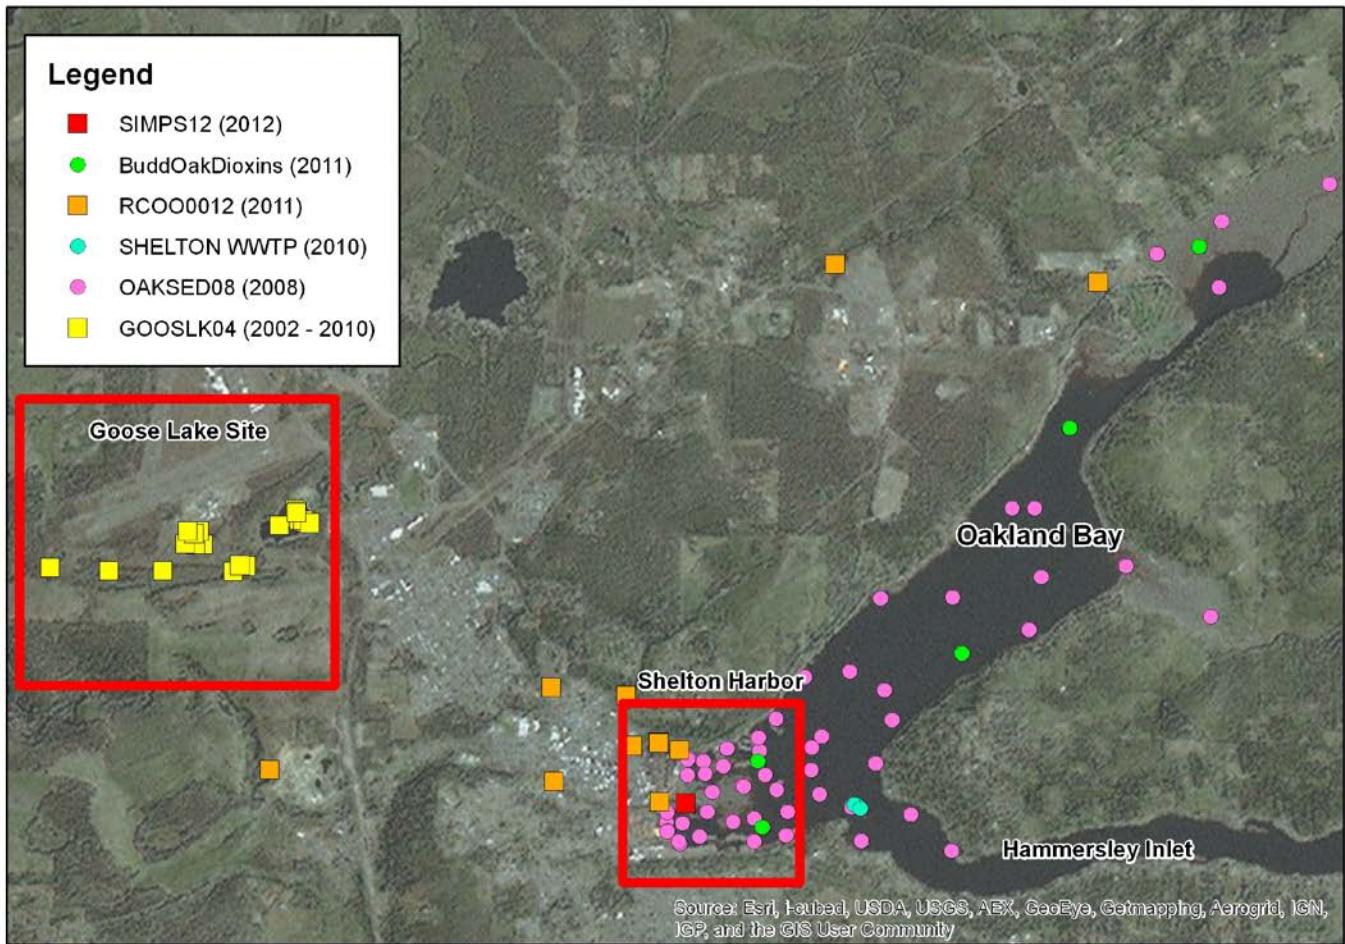 Legend
SIMPS12 (2012)
BuddOakDioxins (2011)
RCOO0012 (2011)
SHELTON WWTP (2010)
OAKSED08 (2008)
GOOSLK04 (2002 - 2010)
Goose Lake Site
Oakland Bay
Shelton Harbor
Hammersley Inlet
Source: Esri, i-cubed, USDA, USGS, AEX, GeoEye, Getmapping, Aerogrid, IGN,
IGP, and the GIS User Community